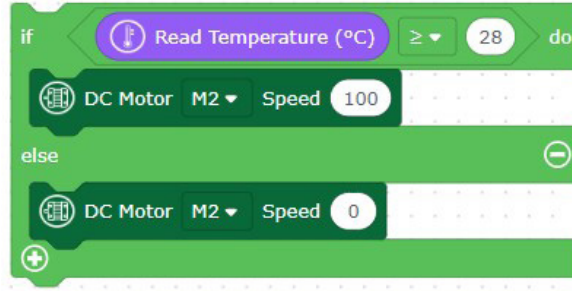 if Read Temperature (°C) ≥ 28 do
DC Motor M2 Speed 100
else
DC Motor M2 Speed 0